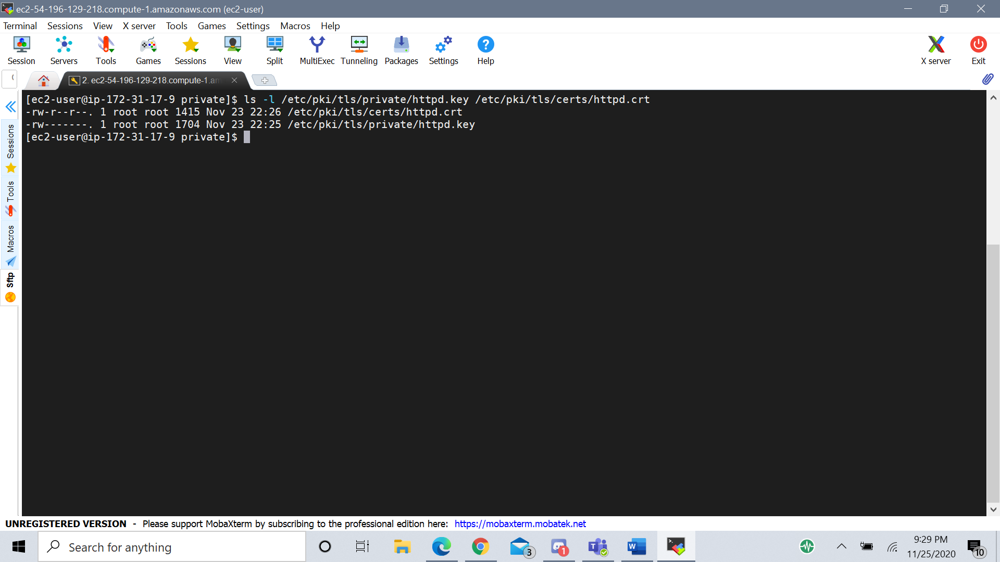 ec2-54-196-129-218.compute-1.amazonaws.com (ec2-user)
Terminal Sessions View X server Tools Games Settings Macros Help
Session Servers Tools Games Sessions View Split MultiExec Tunneling Packages Settings Help X server Exit
2. ec2-54-196-129-218.compute-1.am
[ec2-user@ip-172-31-17-9 private]$ ls -l /etc/pki/tls/private/httpd.key /etc/pki/tls/certs/httpd.crt
-rw-r--r--. 1 root root 1415 Nov 23 22:26 /etc/pki/tls/certs/httpd.crt
-rw-------. 1 root root 1704 Nov 23 22:25 /etc/pki/tls/private/httpd.key
[ec2-user@ip-172-31-17-9 private]$
Sessions
Tools
Macros
Sftp
UNREGISTERED VERSION - Please support MobaXterm by subscribing to the professional edition here: https://mobaxterm.mobatek.net
Search for anything
3
1
9:29 PM
11/25/2020
10